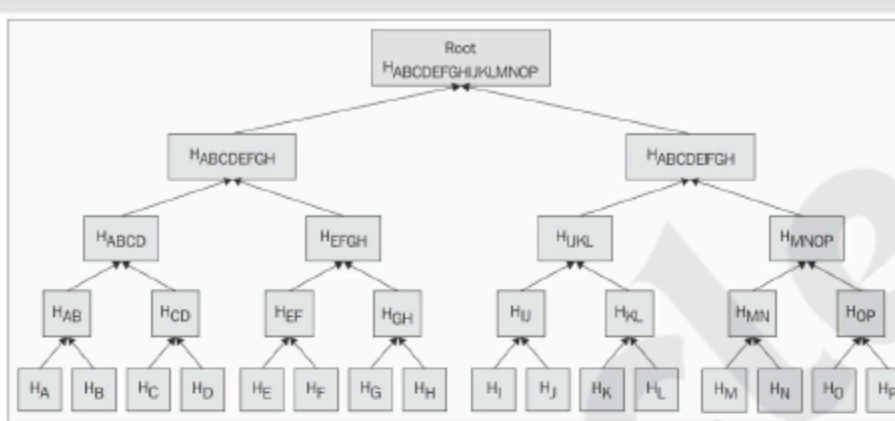 Root
HABCDEFGHIJKLMNOP
HABCDEFGH
HABCDEFGH
HABCD
HEFGH
HIJKL
HMNOP
HAB
HCD
HEF
HGH
HIJ
HKL
HMN
HOP
HA
HB
HC
HD
HE
HF
HG
HH
HI
HJ
HK
HL
HM
HN
HO
HP